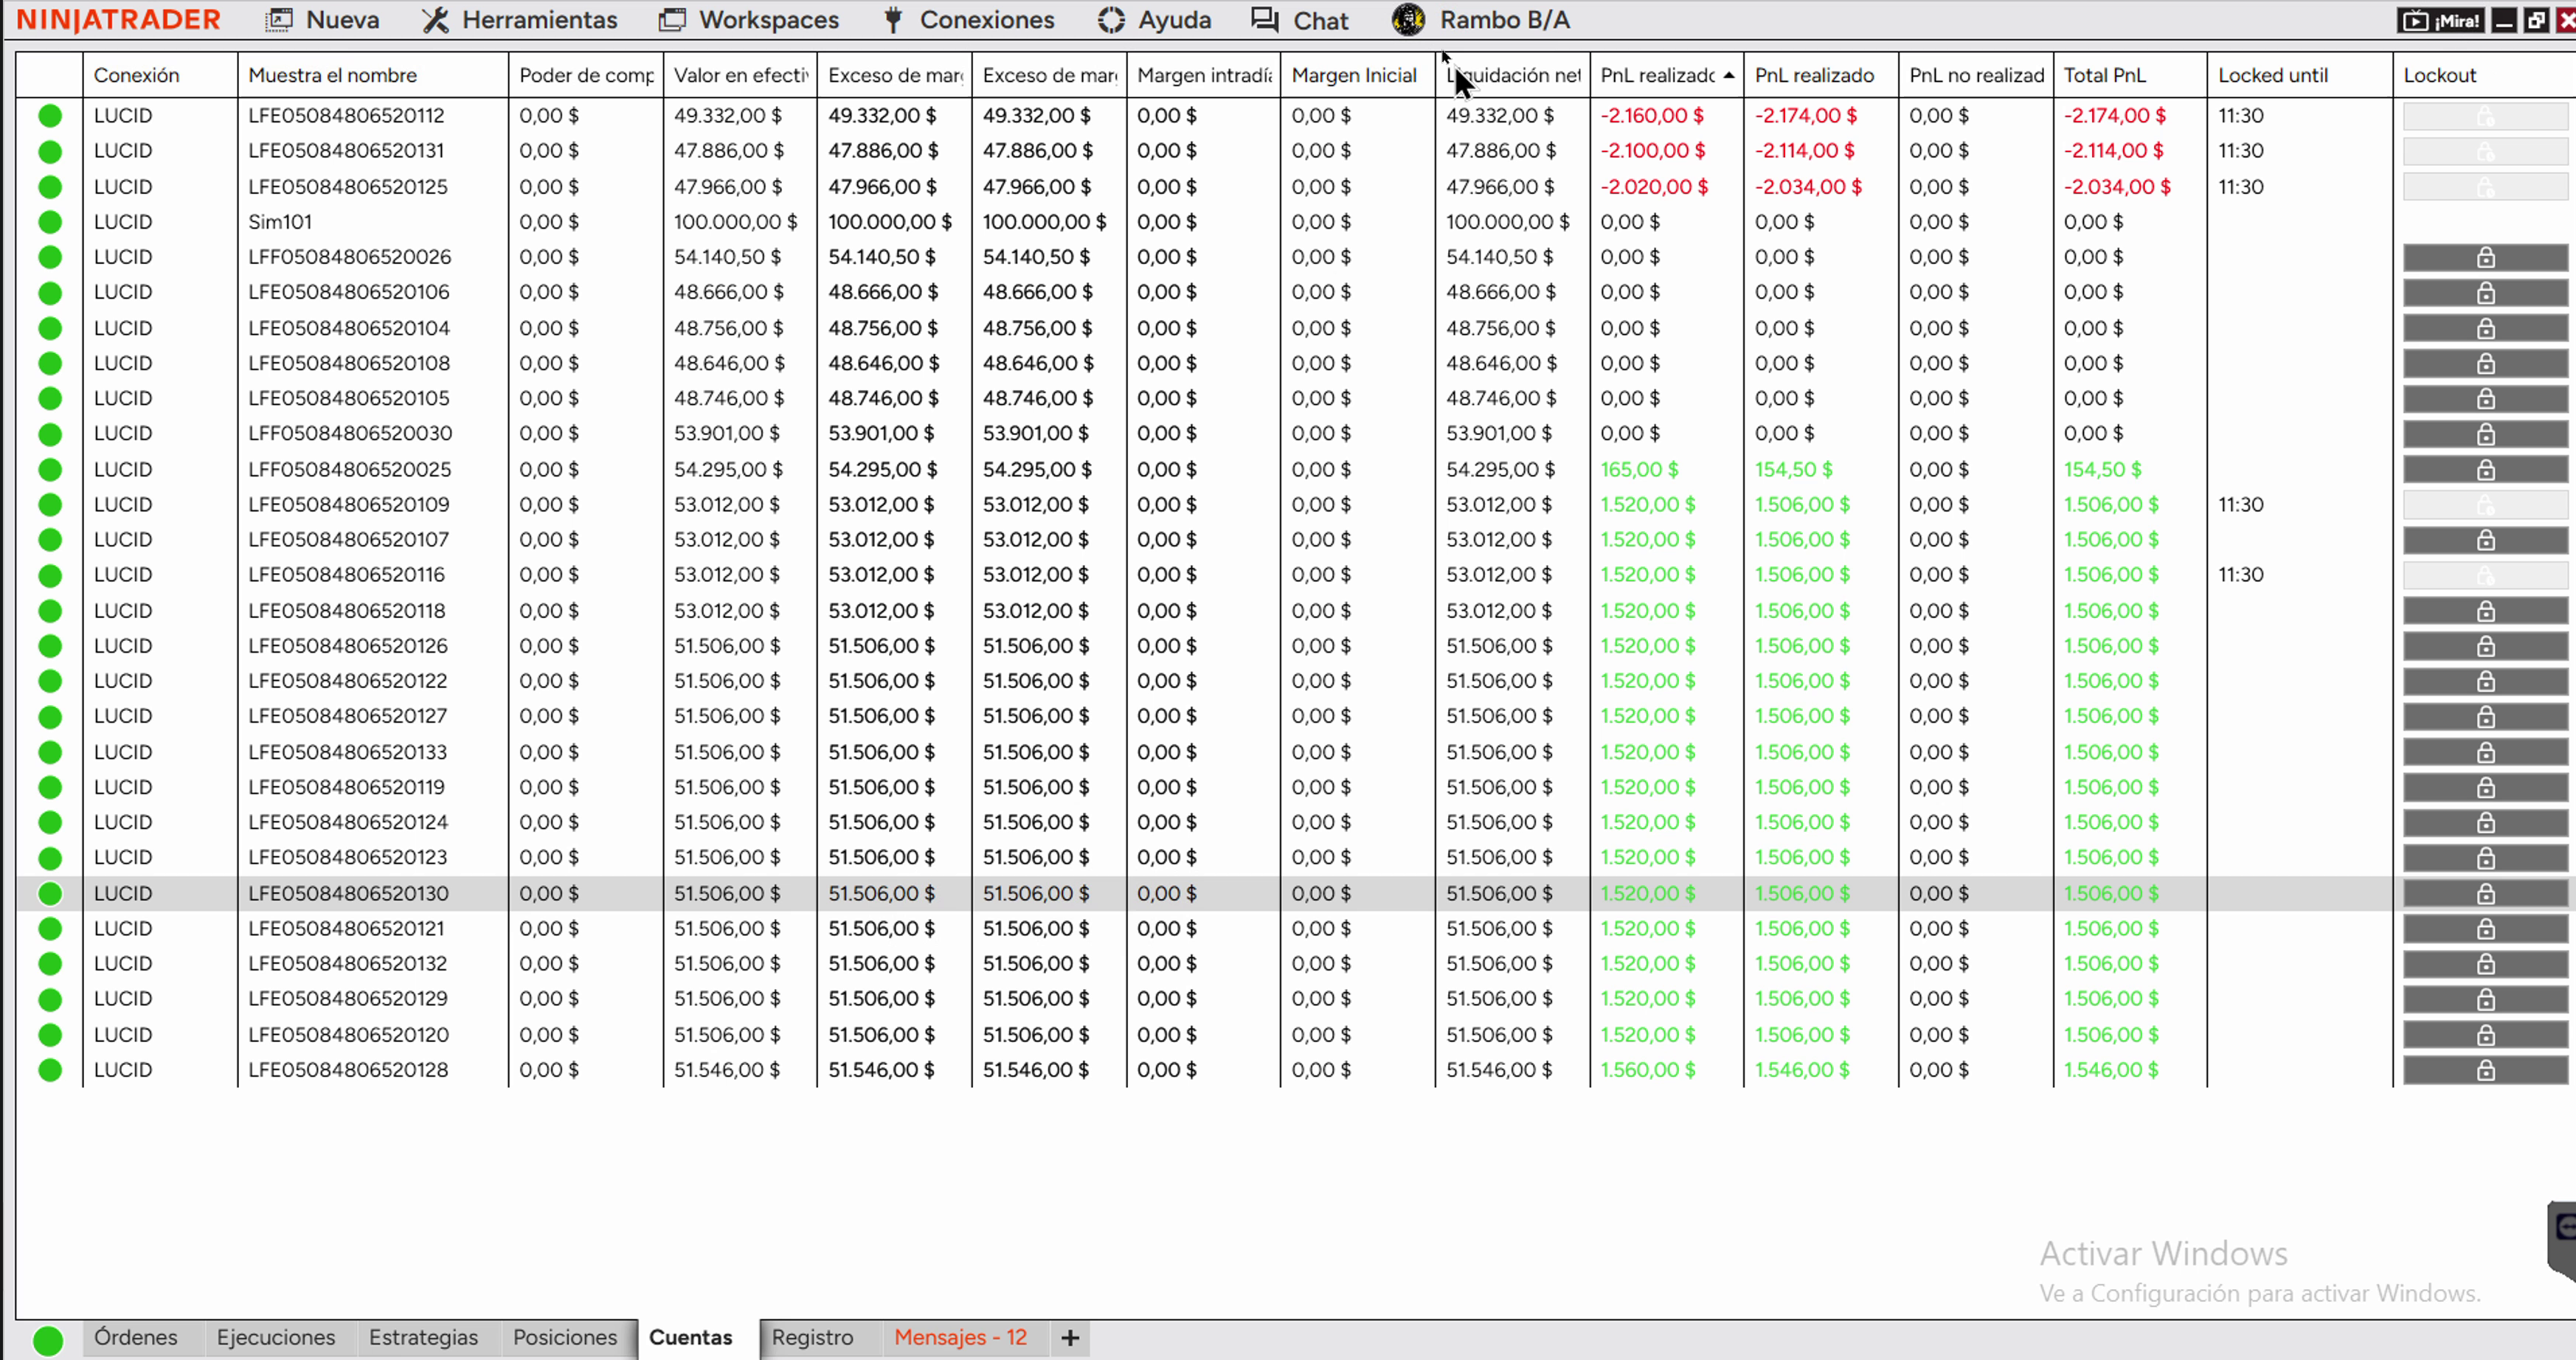 NINJATRADER Nueva Herramientas Workspaces Conexiones Ayuda Chat Rambo B/A ¡Mira!
Conexión Muestra el nombre Poder de comp Valor en efectiv Exceso de mar Exceso de mar Margen intradía Margen Inicial Liquidación net PnL realizado PnL realizado PnL no realizad Total PnL Locked until Lockout
LUCID LFE05084806520112 0,00 $ 49.332,00 $ 49.332,00 $ 49.332,00 $ 0,00 $ 0,00 $ 49.332,00 $ -2.160,00 $ -2.174,00 $ 0,00 $ -2.174,00 $ 11:30
LUCID LFE05084806520131 0,00 $ 47.886,00 $ 47.886,00 $ 47.886,00 $ 0,00 $ 0,00 $ 47.886,00 $ -2.100,00 $ -2.114,00 $ 0,00 $ -2.114,00 $ 11:30
LUCID LFE05084806520125 0,00 $ 47.966,00 $ 47.966,00 $ 47.966,00 $ 0,00 $ 0,00 $ 47.966,00 $ -2.020,00 $ -2.034,00 $ 0,00 $ -2.034,00 $ 11:30
LUCID Sim101 0,00 $ 100.000,00 $ 100.000,00 $ 100.000,00 $ 0,00 $ 0,00 $ 100.000,00 $ 0,00 $ 0,00 $ 0,00 $ 0,00 $
LUCID LFF05084806520026 0,00 $ 54.140,50 $ 54.140,50 $ 54.140,50 $ 0,00 $ 0,00 $ 54.140,50 $ 0,00 $ 0,00 $ 0,00 $ 0,00 $
LUCID LFE05084806520106 0,00 $ 48.666,00 $ 48.666,00 $ 48.666,00 $ 0,00 $ 0,00 $ 48.666,00 $ 0,00 $ 0,00 $ 0,00 $ 0,00 $
LUCID LFE05084806520104 0,00 $ 48.756,00 $ 48.756,00 $ 48.756,00 $ 0,00 $ 0,00 $ 48.756,00 $ 0,00 $ 0,00 $ 0,00 $ 0,00 $
LUCID LFE05084806520108 0,00 $ 48.646,00 $ 48.646,00 $ 48.646,00 $ 0,00 $ 0,00 $ 48.646,00 $ 0,00 $ 0,00 $ 0,00 $ 0,00 $
LUCID LFE05084806520105 0,00 $ 48.746,00 $ 48.746,00 $ 48.746,00 $ 0,00 $ 0,00 $ 48.746,00 $ 0,00 $ 0,00 $ 0,00 $ 0,00 $
LUCID LFF05084806520030 0,00 $ 53.901,00 $ 53.901,00 $ 53.901,00 $ 0,00 $ 0,00 $ 53.901,00 $ 0,00 $ 0,00 $ 0,00 $ 0,00 $
LUCID LFF05084806520025 0,00 $ 54.295,00 $ 54.295,00 $ 54.295,00 $ 0,00 $ 0,00 $ 54.295,00 $ 165,00 $ 154,50 $ 0,00 $ 154,50 $
LUCID LFE05084806520109 0,00 $ 53.012,00 $ 53.012,00 $ 53.012,00 $ 0,00 $ 0,00 $ 53.012,00 $ 1.520,00 $ 1.506,00 $ 0,00 $ 1.506,00 $ 11:30
LUCID LFE05084806520107 0,00 $ 53.012,00 $ 53.012,00 $ 53.012,00 $ 0,00 $ 0,00 $ 53.012,00 $ 1.520,00 $ 1.506,00 $ 0,00 $ 1.506,00 $
LUCID LFE05084806520116 0,00 $ 53.012,00 $ 53.012,00 $ 53.012,00 $ 0,00 $ 0,00 $ 53.012,00 $ 1.520,00 $ 1.506,00 $ 0,00 $ 1.506,00 $ 11:30
LUCID LFE05084806520118 0,00 $ 53.012,00 $ 53.012,00 $ 53.012,00 $ 0,00 $ 0,00 $ 53.012,00 $ 1.520,00 $ 1.506,00 $ 0,00 $ 1.506,00 $
LUCID LFE05084806520126 0,00 $ 51.506,00 $ 51.506,00 $ 51.506,00 $ 0,00 $ 0,00 $ 51.506,00 $ 1.520,00 $ 1.506,00 $ 0,00 $ 1.506,00 $
LUCID LFE05084806520122 0,00 $ 51.506,00 $ 51.506,00 $ 51.506,00 $ 0,00 $ 0,00 $ 51.506,00 $ 1.520,00 $ 1.506,00 $ 0,00 $ 1.506,00 $
LUCID LFE05084806520127 0,00 $ 51.506,00 $ 51.506,00 $ 51.506,00 $ 0,00 $ 0,00 $ 51.506,00 $ 1.520,00 $ 1.506,00 $ 0,00 $ 1.506,00 $
LUCID LFE05084806520133 0,00 $ 51.506,00 $ 51.506,00 $ 51.506,00 $ 0,00 $ 0,00 $ 51.506,00 $ 1.520,00 $ 1.506,00 $ 0,00 $ 1.506,00 $
LUCID LFE05084806520119 0,00 $ 51.506,00 $ 51.506,00 $ 51.506,00 $ 0,00 $ 0,00 $ 51.506,00 $ 1.520,00 $ 1.506,00 $ 0,00 $ 1.506,00 $
LUCID LFE05084806520124 0,00 $ 51.506,00 $ 51.506,00 $ 51.506,00 $ 0,00 $ 0,00 $ 51.506,00 $ 1.520,00 $ 1.506,00 $ 0,00 $ 1.506,00 $
LUCID LFE05084806520123 0,00 $ 51.506,00 $ 51.506,00 $ 51.506,00 $ 0,00 $ 0,00 $ 51.506,00 $ 1.520,00 $ 1.506,00 $ 0,00 $ 1.506,00 $
LUCID LFE05084806520130 0,00 $ 51.506,00 $ 51.506,00 $ 51.506,00 $ 0,00 $ 0,00 $ 51.506,00 $ 1.520,00 $ 1.506,00 $ 0,00 $ 1.506,00 $
LUCID LFE05084806520121 0,00 $ 51.506,00 $ 51.506,00 $ 51.506,00 $ 0,00 $ 0,00 $ 51.506,00 $ 1.520,00 $ 1.506,00 $ 0,00 $ 1.506,00 $
LUCID LFE05084806520132 0,00 $ 51.506,00 $ 51.506,00 $ 51.506,00 $ 0,00 $ 0,00 $ 51.506,00 $ 1.520,00 $ 1.506,00 $ 0,00 $ 1.506,00 $
LUCID LFE05084806520129 0,00 $ 51.506,00 $ 51.506,00 $ 51.506,00 $ 0,00 $ 0,00 $ 51.506,00 $ 1.520,00 $ 1.506,00 $ 0,00 $ 1.506,00 $
LUCID LFE05084806520120 0,00 $ 51.506,00 $ 51.506,00 $ 51.506,00 $ 0,00 $ 0,00 $ 51.506,00 $ 1.520,00 $ 1.506,00 $ 0,00 $ 1.506,00 $
LUCID LFE05084806520128 0,00 $ 51.546,00 $ 51.546,00 $ 51.546,00 $ 0,00 $ 0,00 $ 51.546,00 $ 1.560,00 $ 1.546,00 $ 0,00 $ 1.546,00 $
Activar Windows
Ve a Configuración para activar Windows.
Órdenes Ejecuciones Estrategias Posiciones Cuentas Registro Mensajes - 12 +